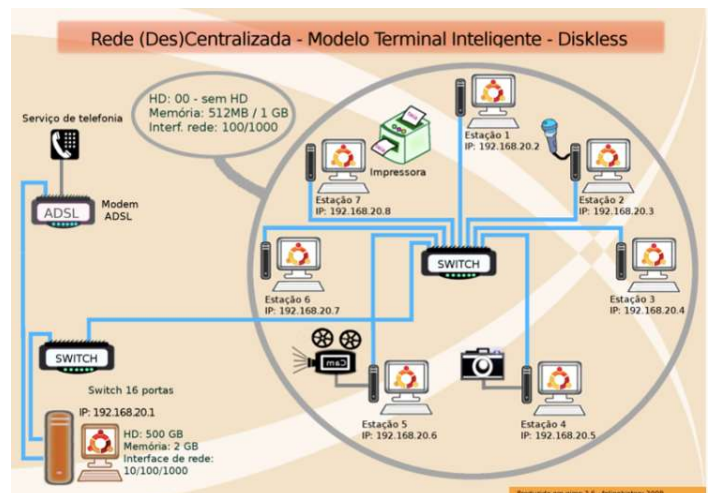 Rede (Des)Centralizada - Modelo Terminal Inteligente - Diskless
HD: 00 - sem HD
Memória: 512MB / 1 GB
Interf. rede: 100/1000
Serviço de telefonia
ADSL
Modem
ADSL
Impressora
Estação 1
IP: 192.168.20.2
Estação 2
IP: 192.168.20.3
Estação 7
IP: 192.168.20.8
SWITCH
Estação 6
IP: 192.168.20.7
Estação 3
IP: 192.168.20.4
Cam
SWITCH
Switch 16 portas
Estação 5
IP: 192.168.20.6
Estação 4
IP: 192.168.20.5
IP: 192.168.20.1
HD: 500 GB
Memória: 2 GB
Interface de rede:
10/100/1000